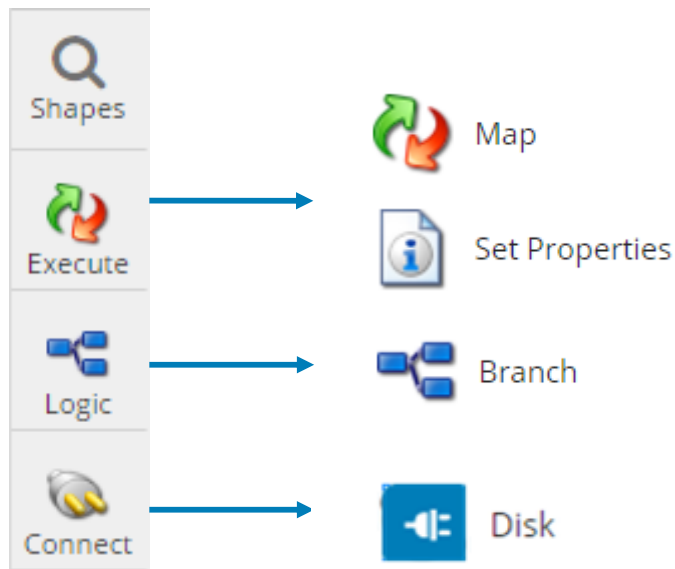 Shapes
Execute
Logic
Connect
Map
Set Properties
Branch
Disk